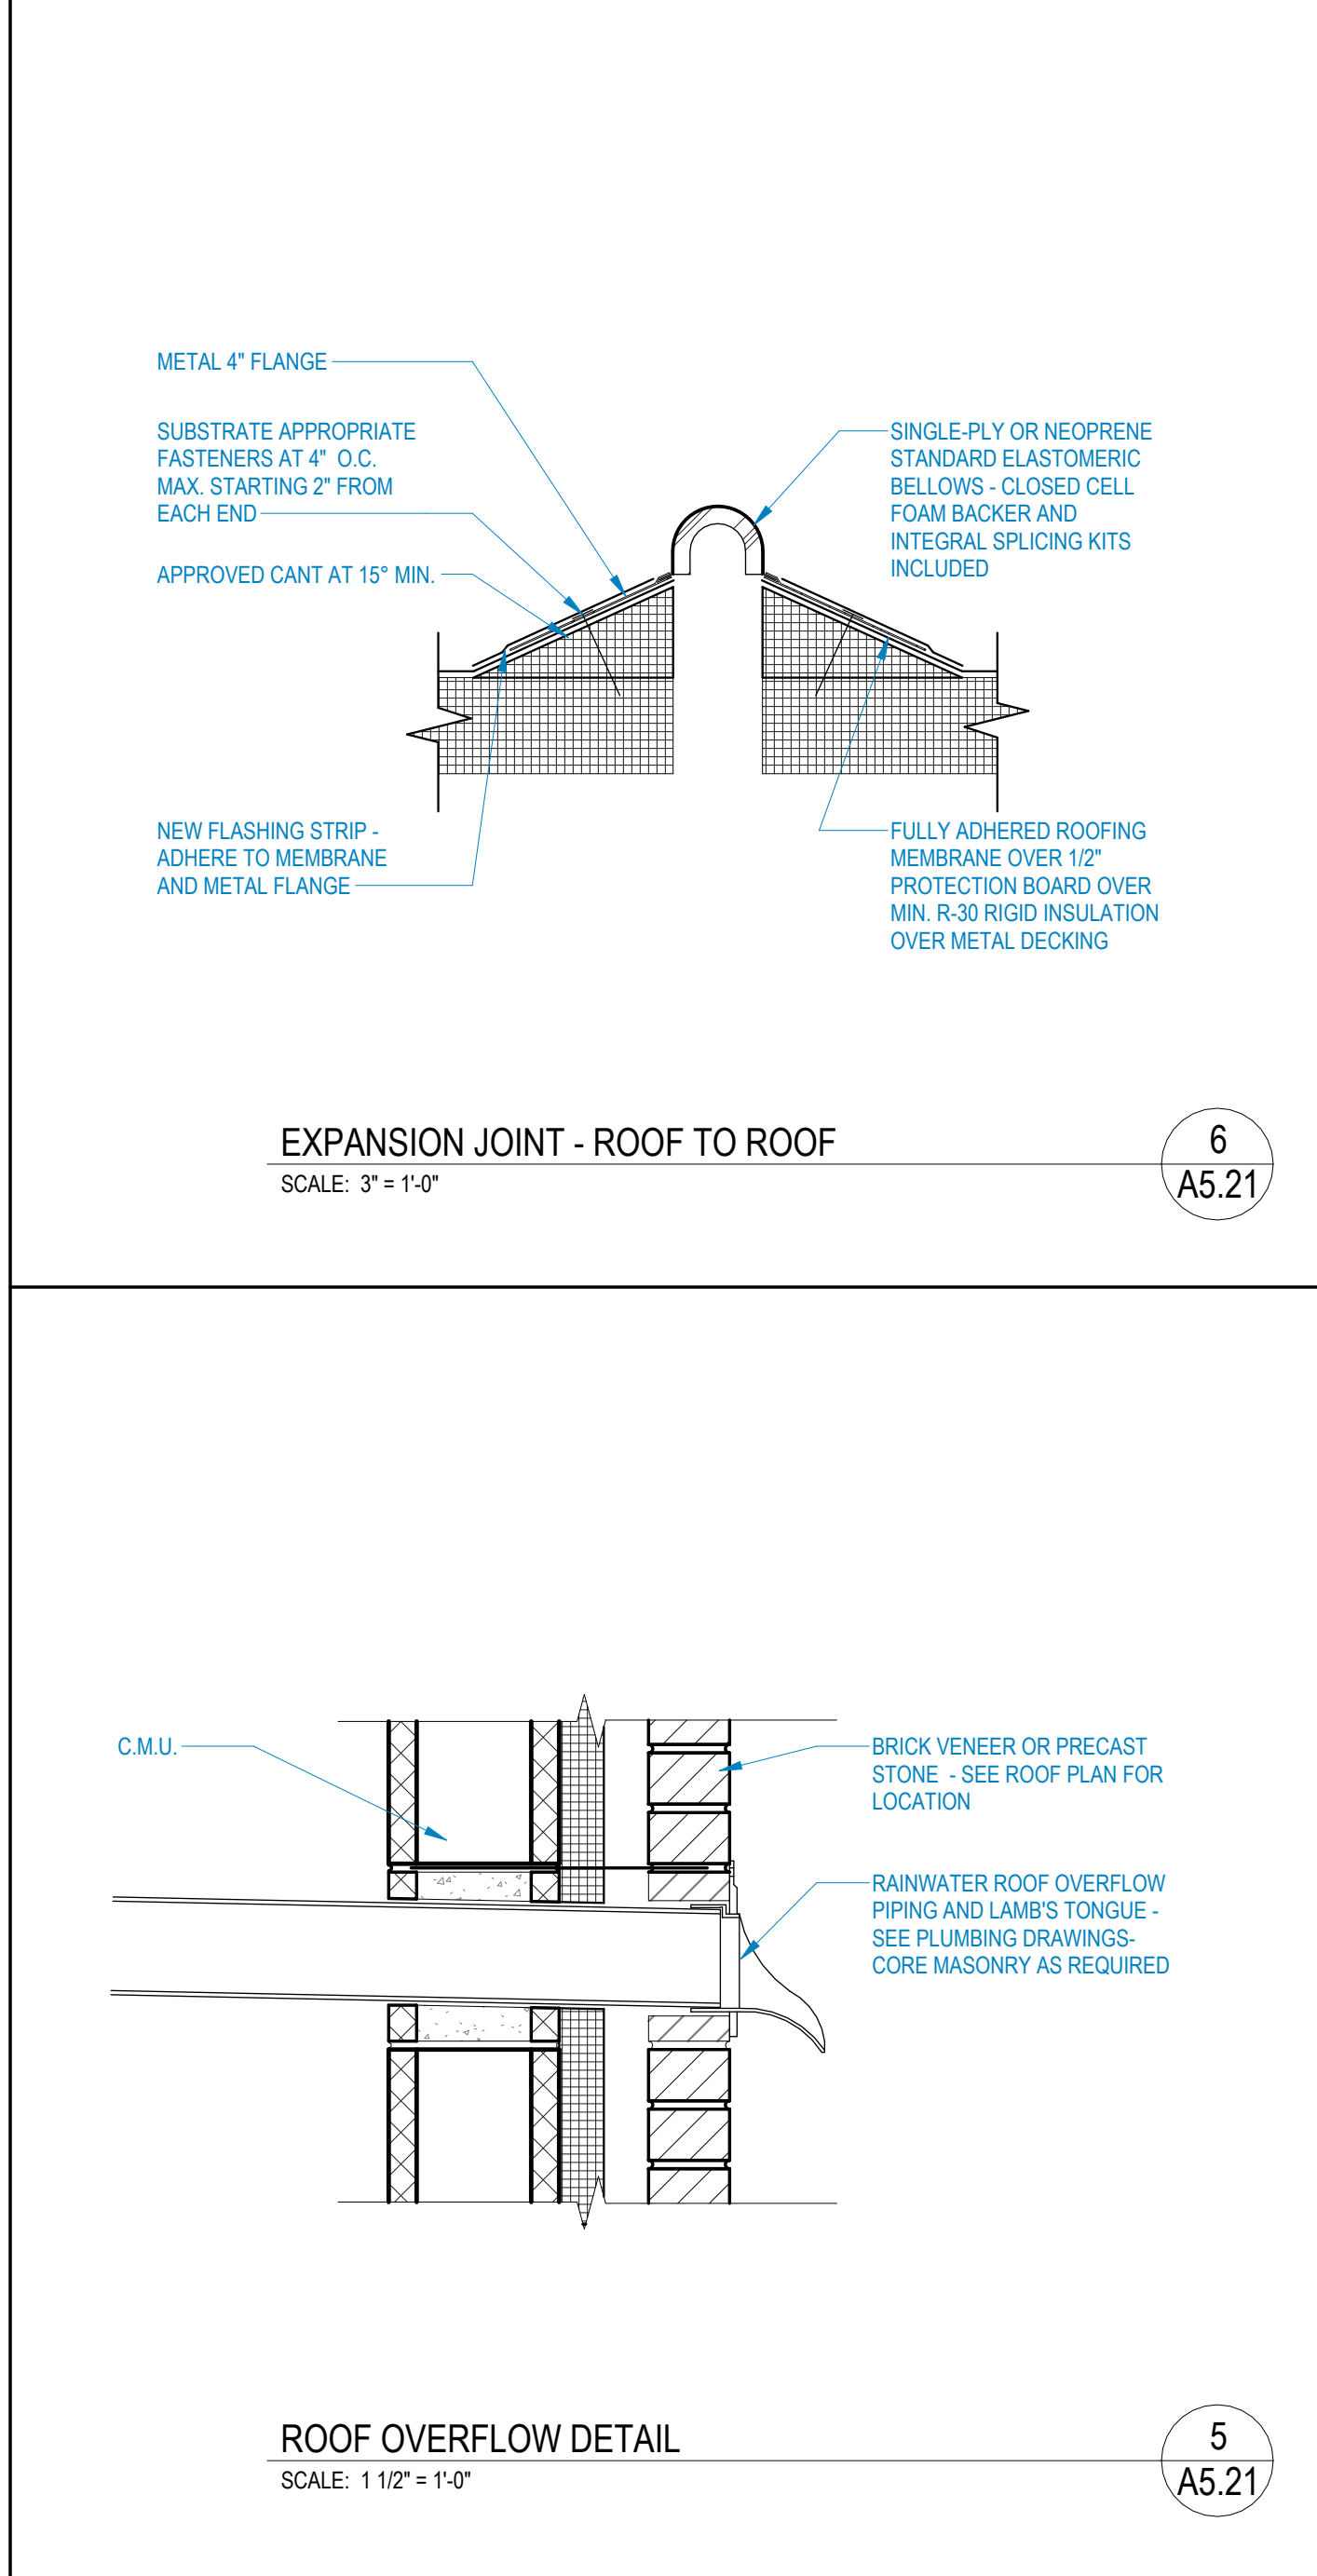 METAL 4" FLANGE
SUBSTRATE APPROPRIATE
FASTENERS AT 4" O.C.
MAX. STARTING 2" FROM
EACH END
APPROVED CANT AT 15° MIN.
NEW FLASHING STRIP -
ADHERE TO MEMBRANE
AND METAL FLANGE
SINGLE-PLY OR NEOPRENE
STANDARD ELASTOMERIC
BELLOWS - CLOSED CELL
FOAM BACKER AND
INTEGRAL SPLICING KITS
INCLUDED
FULLY ADHERED ROOFING
MEMBRANE OVER 1/2"
PROTECTION BOARD OVER
MIN. R-30 RIGID INSULATION
OVER METAL DECKING
EXPANSION JOINT - ROOF TO ROOF
SCALE: 3" = 1'-0"
6
A5.21
C.M.U.
BRICK VENEER OR PRECAST
STONE - SEE ROOF PLAN FOR
LOCATION
RAINWATER ROOF OVERFLOW
PIPING AND LAMB'S TONGUE -
SEE PLUMBING DRAWINGS-
CORE MASONRY AS REQUIRED
ROOF OVERFLOW DETAIL
SCALE: 1 1/2" = 1'-0"
5
A5.21